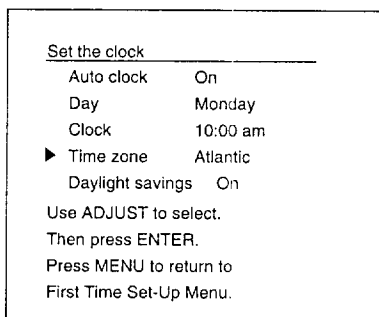 Set the clock
Auto clock On
Day Monday
Clock 10:00 am
▶ Time zone Atlantic
Daylight savings On
Use ADJUST to select.
Then press ENTER.
Press MENU to return to
First Time Set-Up Menu.